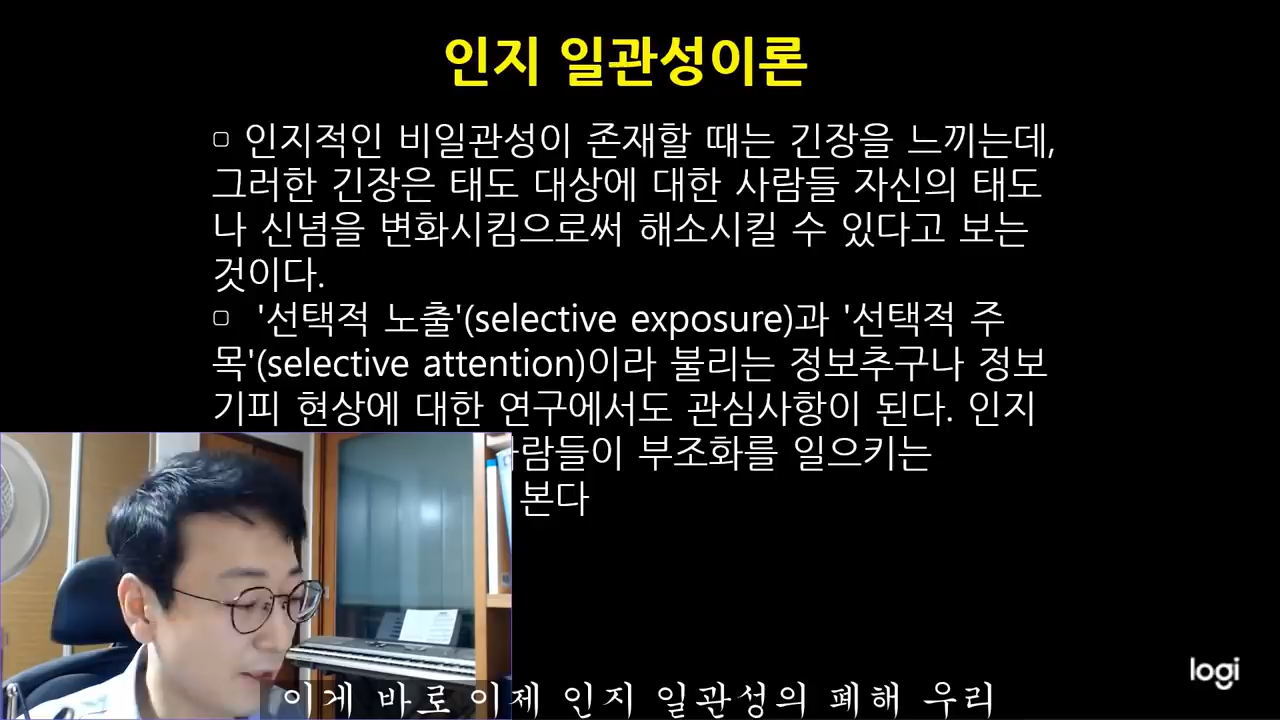 인지 일관성이론
▢ 인지적인 비일관성이 존재할 때는 긴장을 느끼는데,
그러한 긴장은 태도 대상에 대한 사람들 자신의 태도
나 신념을 변화시킴으로써 해소시킬 수 있다고 보는
것이다.
▢ '선택적 노출'(selective exposure)과 '선택적 주
목'(selective attention)이라 불리는 정보추구나 정보
기피 현상에 대한 연구에서도 관심사항이 된다. 인지
람들이 부조화를 일으키는
본다
logi
이게 바로 이제 인지 일관성의 폐해 우리